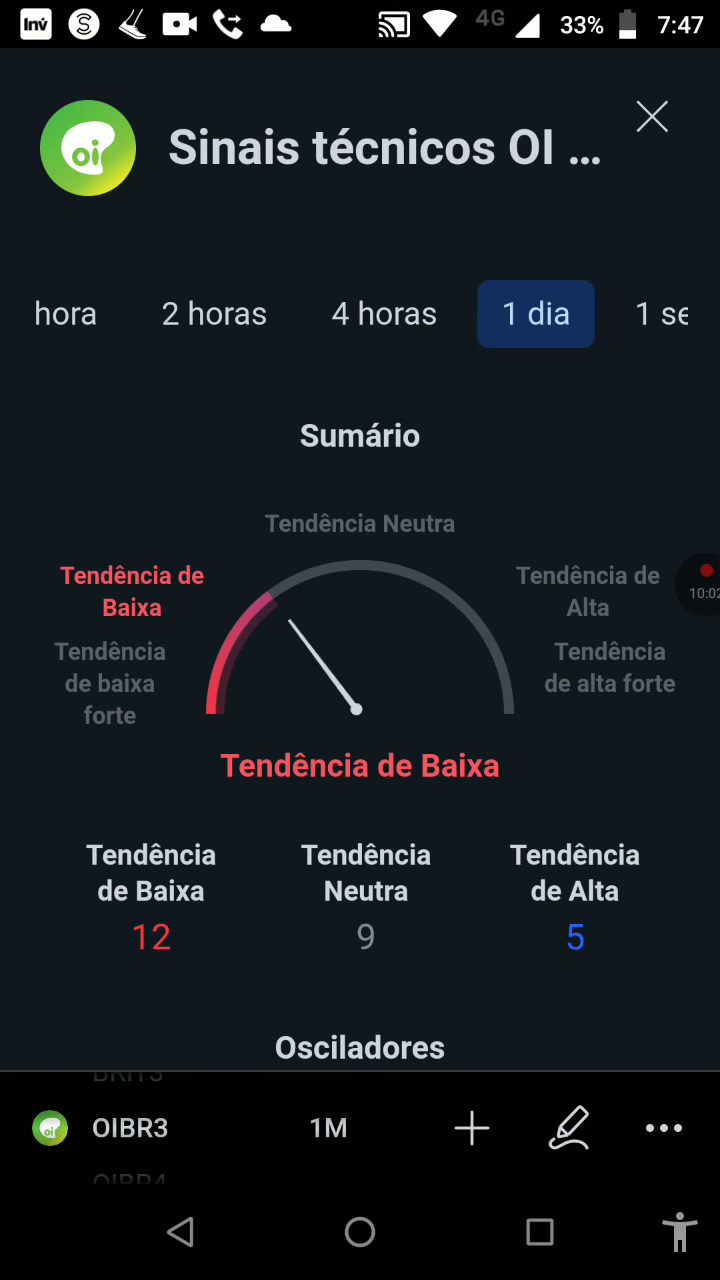 Inv S 4G 33% 7:47
oi Sinais técnicos OI ...
hora 2 horas 4 horas 1 dia 1 se
Sumário
Tendência Neutra
Tendência de
Baixa
Tendência
de baixa
forte
Tendência de
Alta
Tendência
de alta forte
10:02
Tendência de Baixa
Tendência
de Baixa
12
Tendência
Neutra
9
Tendência
de Alta
5
Osciladores
oi OIBR3 1M
OIBR4